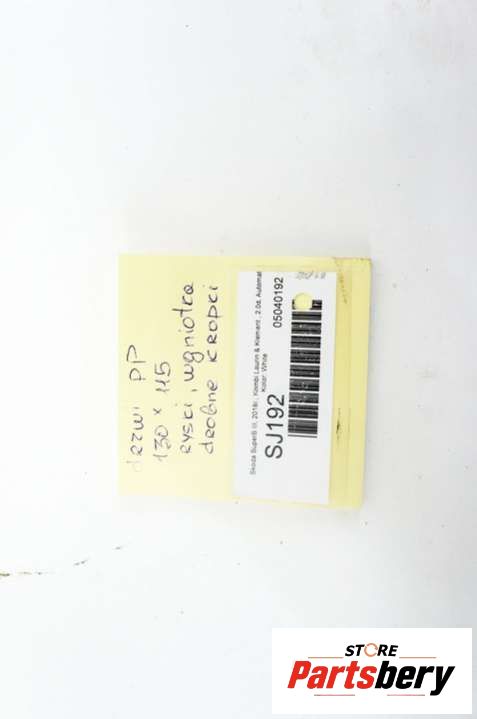 drzwi PP
130 x 115
ryski, wgniotka
drobne kropki
Skoda SuperB III, 2018r., Kombi Laurin & Klement, 2.0d, Automat
Kolor: White
05040192
SJ192
STORE
Partsbery